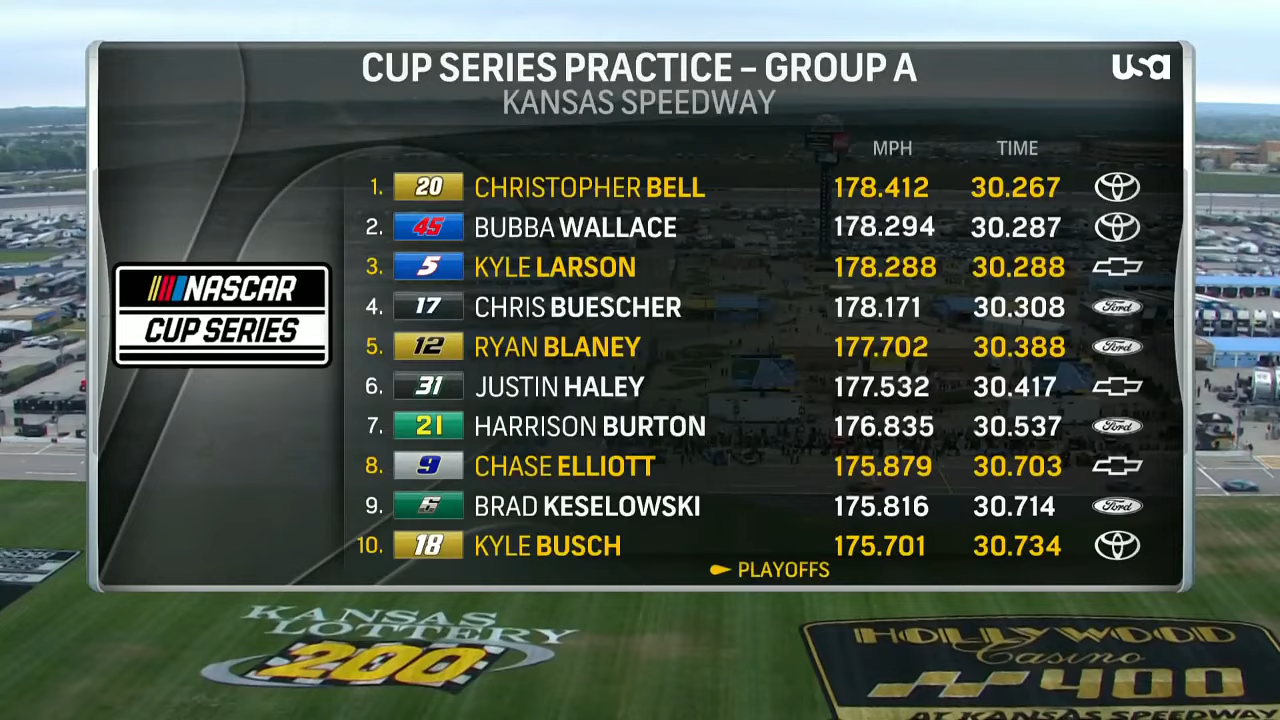 CUP SERIES PRACTICE – GROUP A
usa
KANSAS SPEEDWAY
MPH TIME
1. 20 CHRISTOPHER BELL 178.412 30.267
2. 45 BUBBA WALLACE 178.294 30.287
3. 5 KYLE LARSON 178.288 30.288
4. 17 CHRIS BUESCHER 178.171 30.308 Ford
5. 12 RYAN BLANEY 177.702 30.388 Ford
6. 31 JUSTIN HALEY 177.532 30.417
7. 21 HARRISON BURTON 176.835 30.537 Ford
8. 9 CHASE ELLIOTT 175.879 30.703
9. 6 BRAD KESELOWSKI 175.816 30.714 Ford
10. 18 KYLE BUSCH 175.701 30.734
PLAYOFFS
NASCAR
CUP SERIES
KANSAS
LOTTERY
200
HOLLYWOOD
Casino
400
AT KANSAS SPEEDWAY